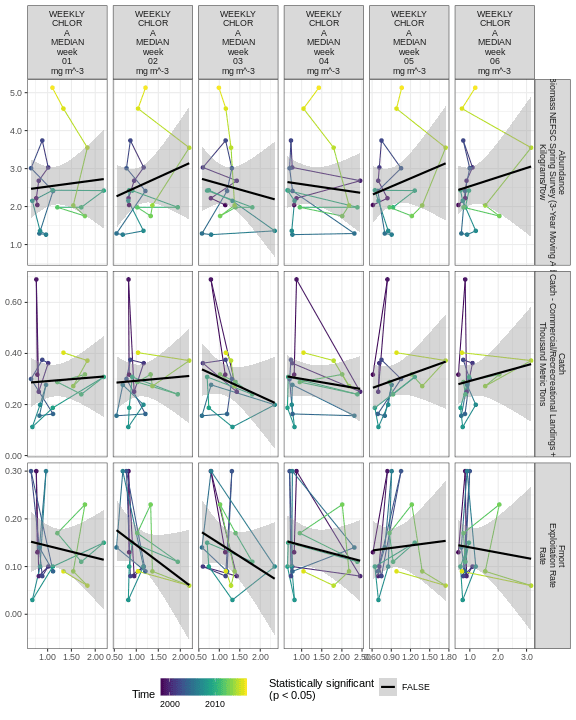 WEEKLY WEEKLY WEEKLY WEEKLY WEEKLY WEEKLY
CHLOR CHLOR CHLOR CHLOR CHLOR CHLOR
A A A A A A
MEDIAN MEDIAN MEDIAN MEDIAN MEDIAN MEDIAN
week week week week week week
01 02 03 04 05 06
mg m^-3 mg m^-3 mg m^-3 mg m^-3 mg m^-3 mg m^-3
5.0
4.0
3.0
2.0
1.0
Abundance
Biomass NEFSC Spring Survey (3-Year Moving A
Kilograms/Tow
0.60
0.40
0.20
0.00
Catch
Catch - Commercial/Recreational Landings +
Thousand Metric Tons
0.30
0.20
0.10
0.00
Fmort
Exploitation Rate
Rate
1.00 1.50 2.00
0.50 1.00 1.50 2.00
0.50 1.00 1.50 2.00
1.00 1.50 2.00 2.50
0.60 0.90 1.20 1.50 1.80
1.0 2.0 3.0
Time
2000 2010
Statistically significant
(p < 0.05)
FALSE